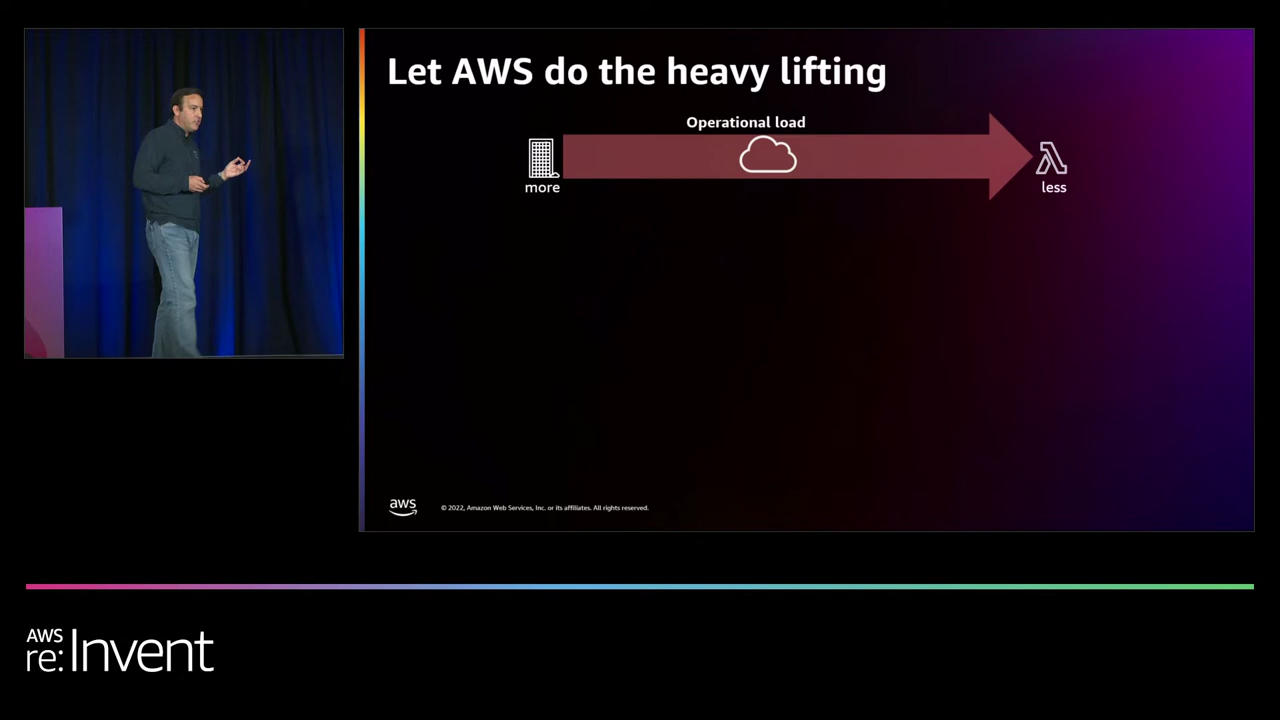 Let AWS do the heavy lifting
Operational load
more
less
aws
© 2022, Amazon Web Services, Inc. or its affiliates. All rights reserved.
AWS
re:Invent